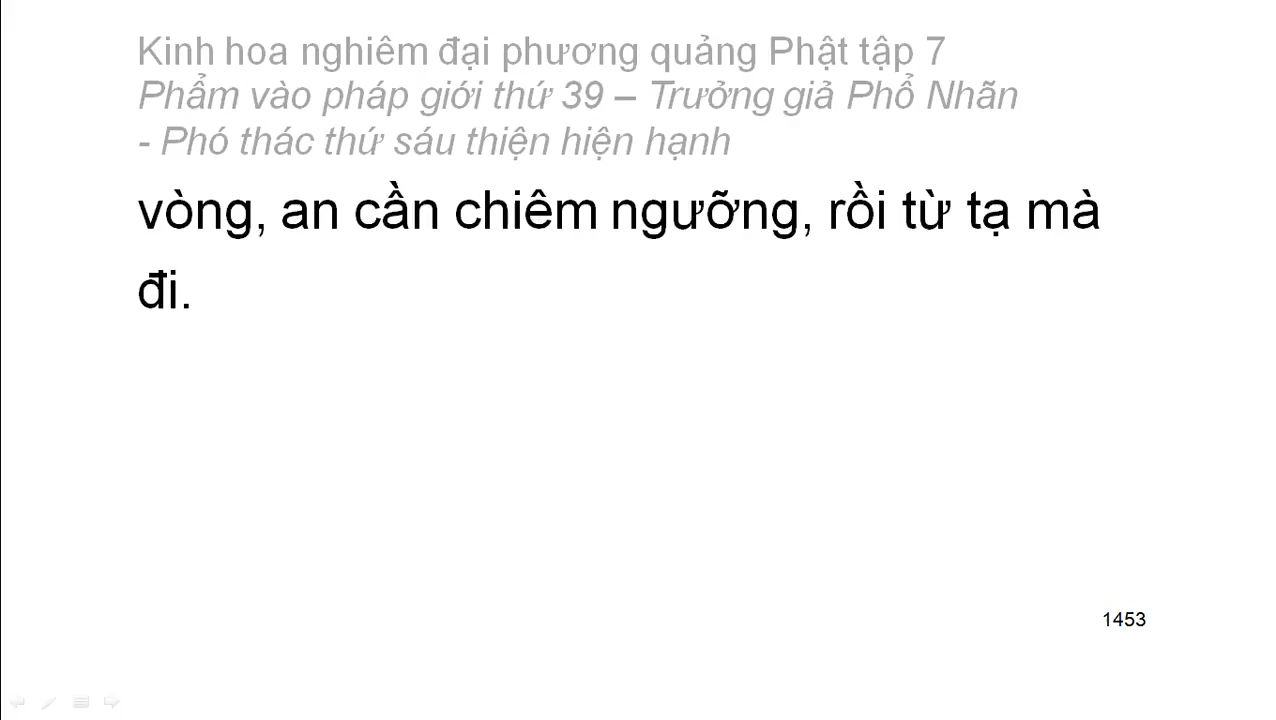 Kinh hoa nghiêm đại phương quảng Phật tập 7
Phẩm vào pháp giới thứ 39 – Trưởng giả Phổ Nhãn
- Phó thác thứ sáu thiện hiện hạnh
vòng, an cần chiêm ngưỡng, rồi từ tạ mà
đi.
1453